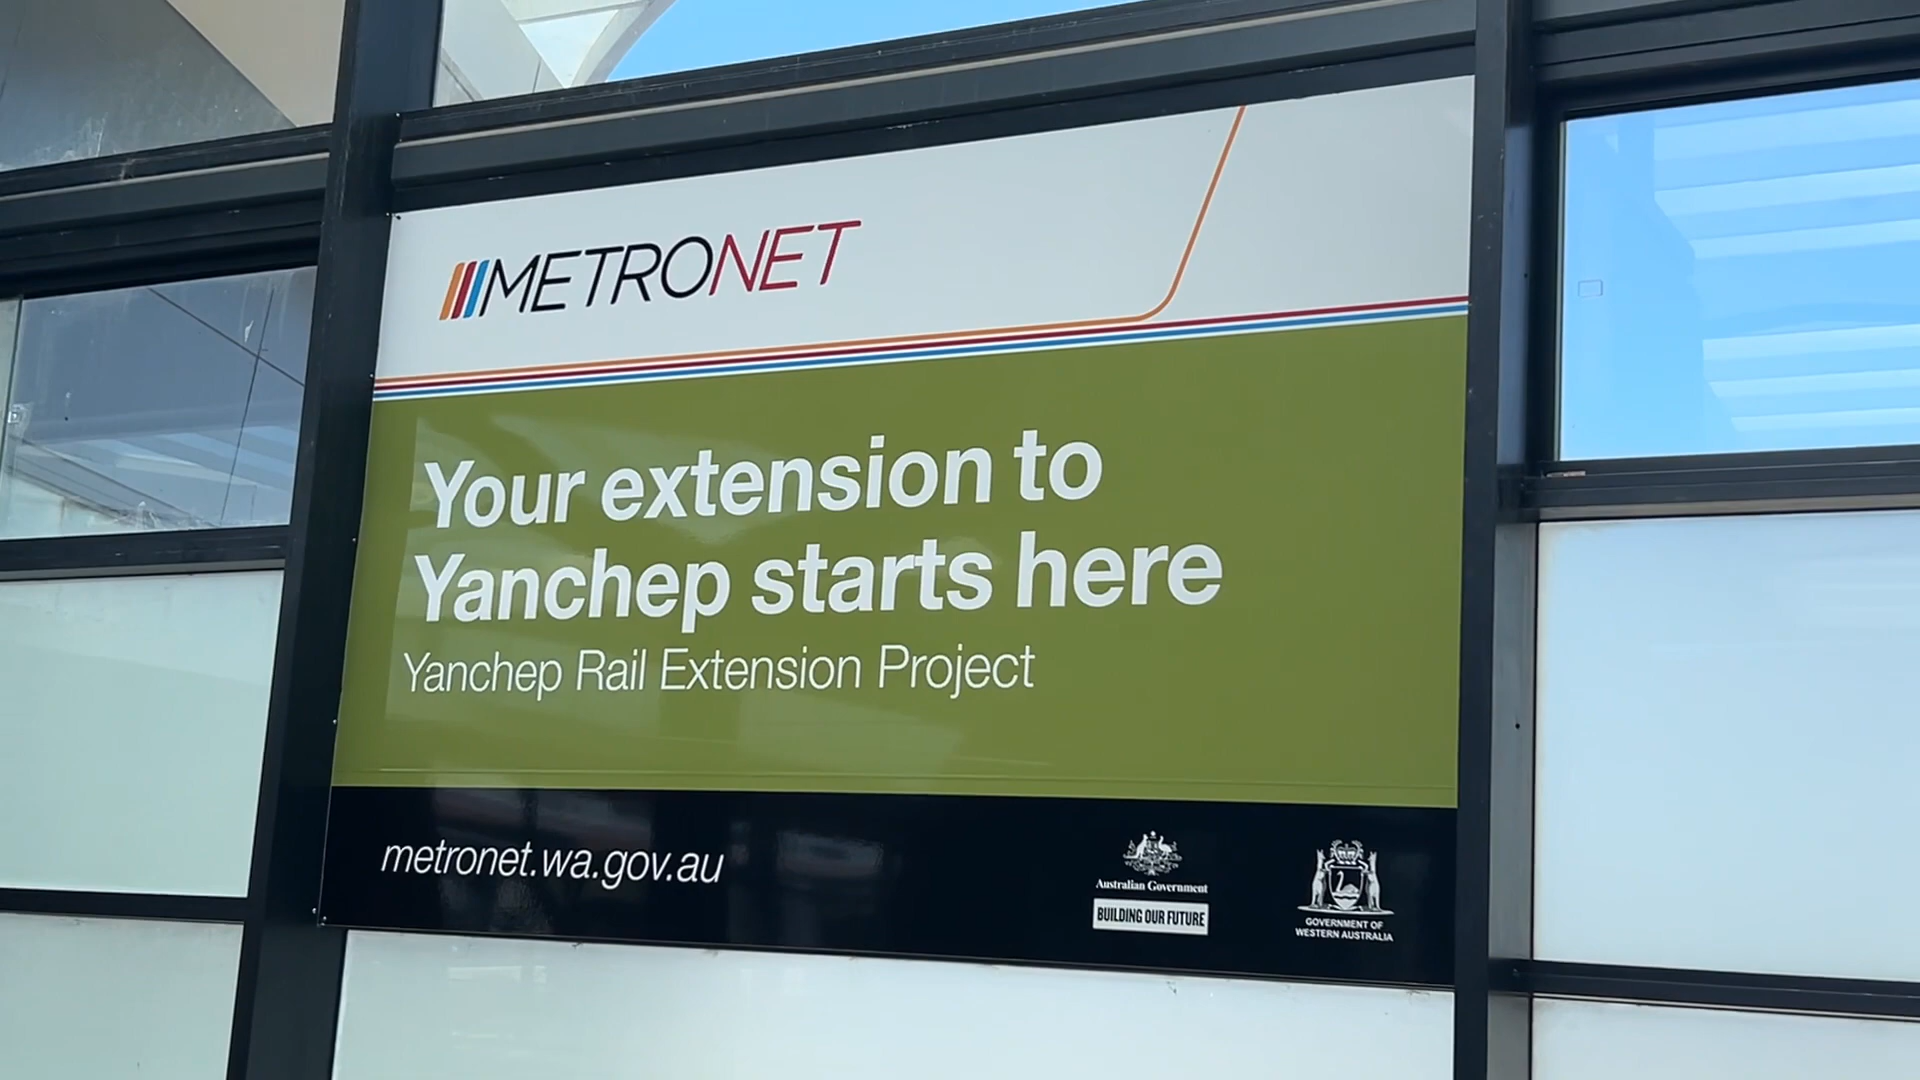 METRONET
Your extension to
Yanchep starts here
Yanchep Rail Extension Project
metronet.wa.gov.au
Australian Government
BUILDING OUR FUTURE
GOVERNMENT OF
WESTERN AUSTRALIA